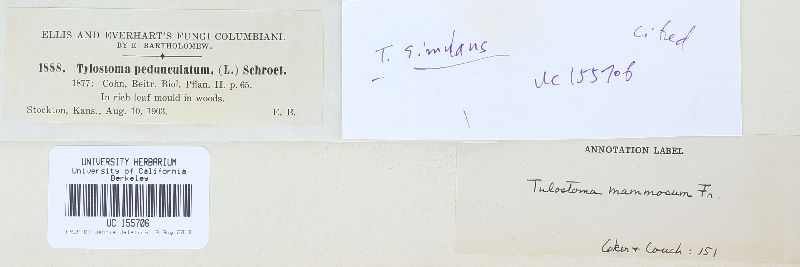 ELLIS AND EVERHART'S FUNGI COLUMBIANI.
BY E. BARTHOLOMEW.
1888. Tylostoma pedunculatum, (L.) Schroet.
1877: Cohn, Beitr. Biol, Pflan. II. p. 65.
In rich leaf mould in woods.
Stockton, Kans., Aug. 10, 1903. E. B.
T. simulans
cited
UC 155706
UNIVERSITY HERBARIUM
University of California
Berkeley
UC 155706
ANNOTATION LABEL
Tulostoma mammosum Fr.
Coker & Couch: 151